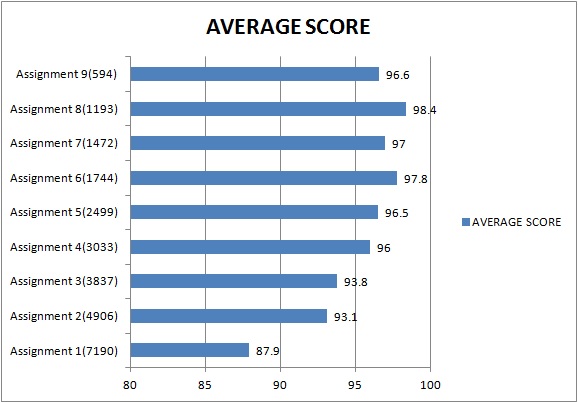 AVERAGE SCORE
Assignment 9(594) 96.6
Assignment 8(1193) 98.4
Assignment 7(1472) 97
Assignment 6(1744) 97.8
Assignment 5(2499) 96.5
AVERAGE SCORE
Assignment 4(3033) 96
Assignment 3(3837) 93.8
Assignment 2(4906) 93.1
Assignment 1(7190) 87.9
80 85 90 95 100